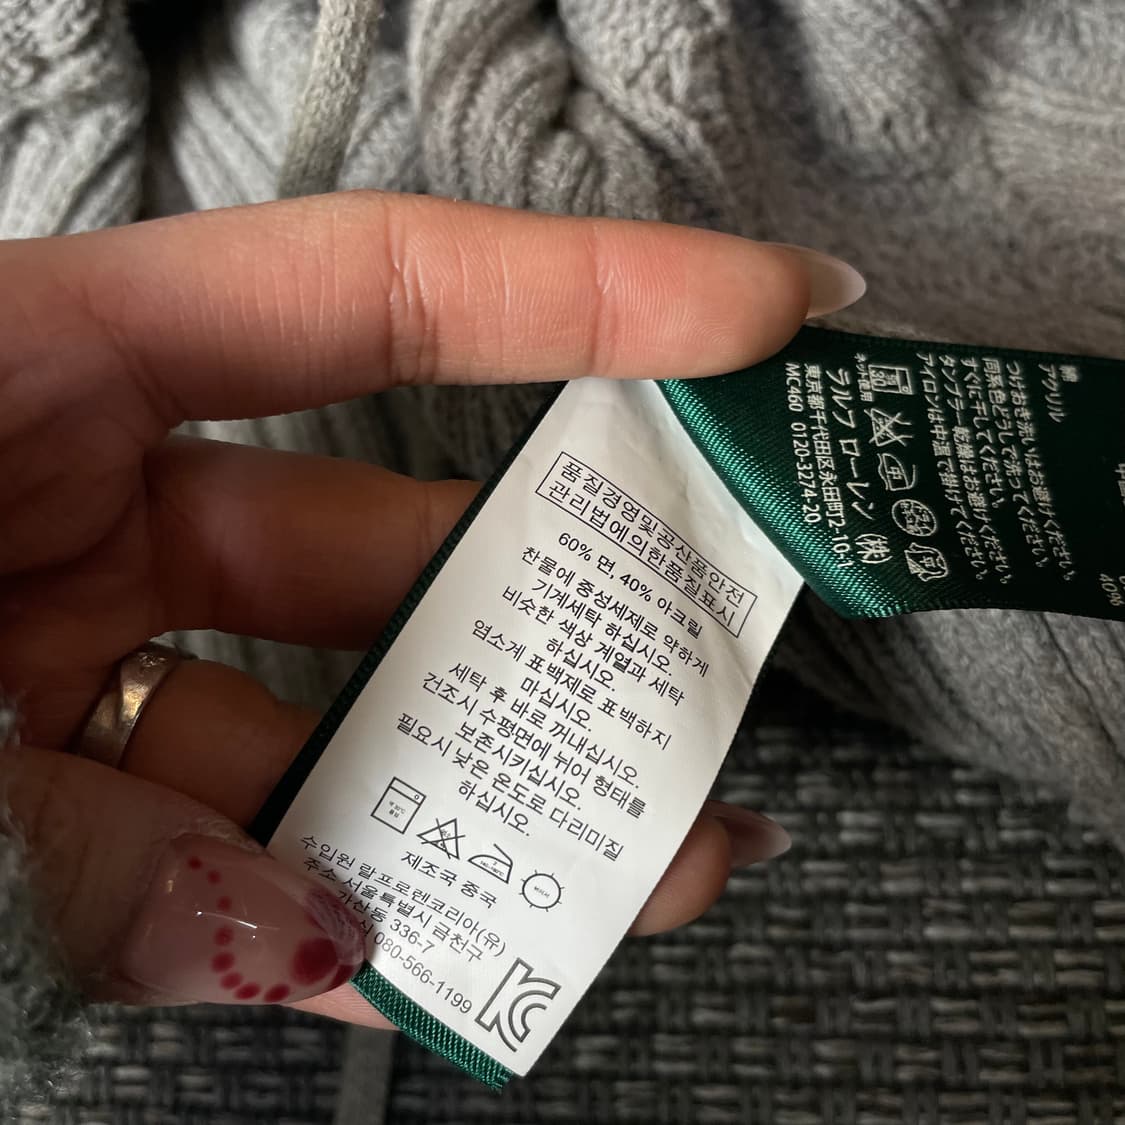 품질경영및공산품안전
관리법에의한품질표시
60% 면, 40% 아크릴
찬물에 중성세제로 약하게
기계세탁 하십시오.
비슷한 색상 계열과 세탁
하십시오.
염소계 표백제로 표백하지
마십시오.
세탁 후 바로 꺼내십시오.
건조시 수평면에 뉘어 형태를
보존시키십시오.
필요시 낮은 온도로 다리미질
하십시오.
제조국 중국
수입원 랄프로렌코리아(유)
주소 서울특별시 금천구
가산동 336-7
080-566-1199
綿
アクリル
つけおき洗いはお避けください。
同系色どうしで洗ってください。
すぐに干してください。
タンブラー乾燥はお避けください。
アイロンは中温で掛けてください。
30
ネット使用
ラルフ ローレン (株)
東京都千代田区永田町2-10-1
MC460 0120-3274-20
40%